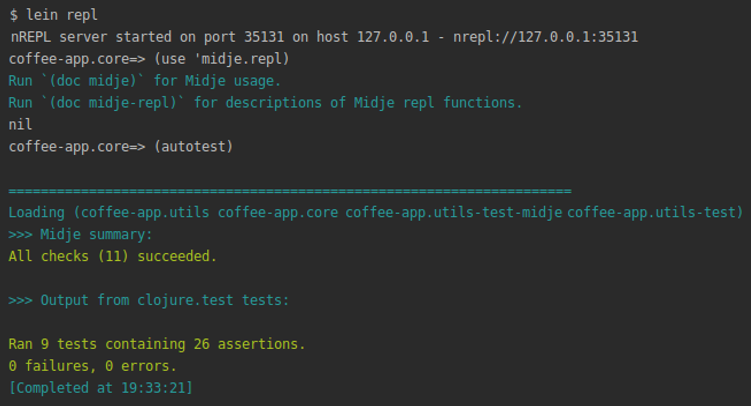 $ lein repl
nREPL server started on port 35131 on host 127.0.0.1 - nrepl://127.0.0.1:35131
coffee-app.core=> (use 'midje.repl)
Run `(doc midje)` for Midje usage.
Run `(doc midje-repl)` for descriptions of Midje repl functions.
nil
coffee-app.core=> (autotest)
======================================================================
Loading (coffee-app.utils coffee-app.core coffee-app.utils-test-midje coffee-app.utils-test)
>>> Midje summary:
All checks (11) succeeded.
>>> Output from clojure.test tests:
Ran 9 tests containing 26 assertions.
0 failures, 0 errors.
[Completed at 19:33:21]